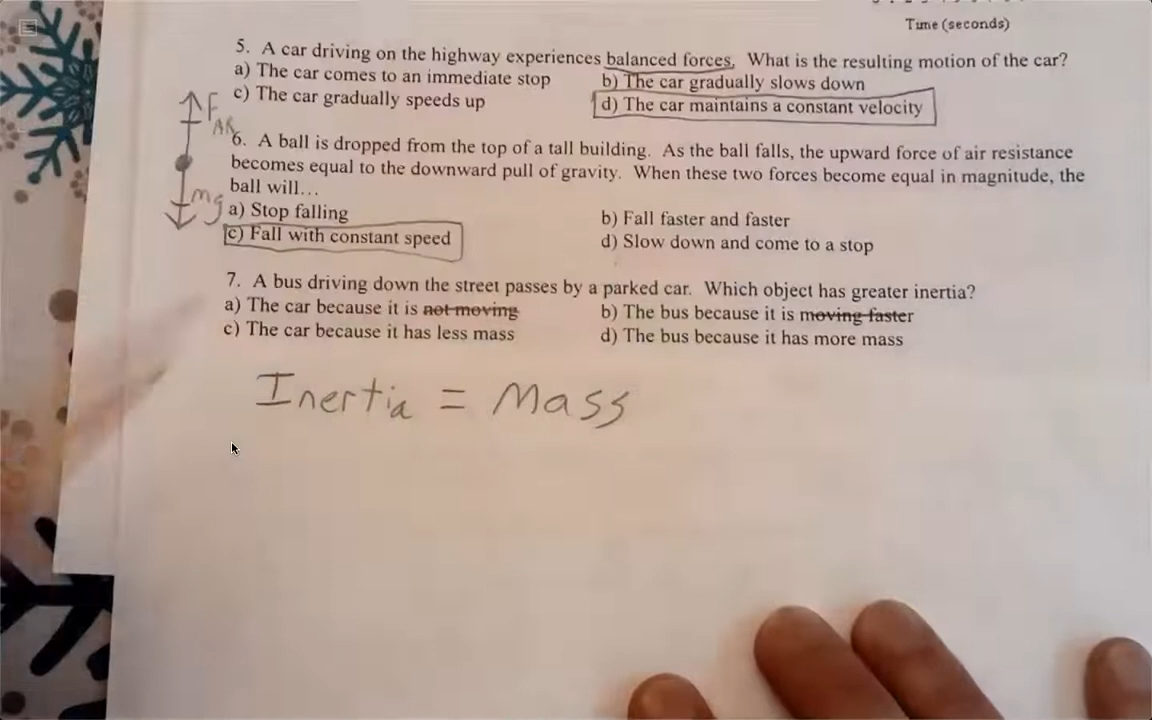 Time (seconds)
5. A car driving on the highway experiences balanced forces. What is the resulting motion of the car?
a) The car comes to an immediate stop b) The car gradually slows down
c) The car gradually speeds up d) The car maintains a constant velocity
F AR
6. A ball is dropped from the top of a tall building. As the ball falls, the upward force of air resistance
becomes equal to the downward pull of gravity. When these two forces become equal in magnitude, the
ball will...
mg
a) Stop falling b) Fall faster and faster
c) Fall with constant speed d) Slow down and come to a stop
7. A bus driving down the street passes by a parked car. Which object has greater inertia?
a) The car because it is not moving b) The bus because it is moving faster
c) The car because it has less mass d) The bus because it has more mass
Inertia = Mass